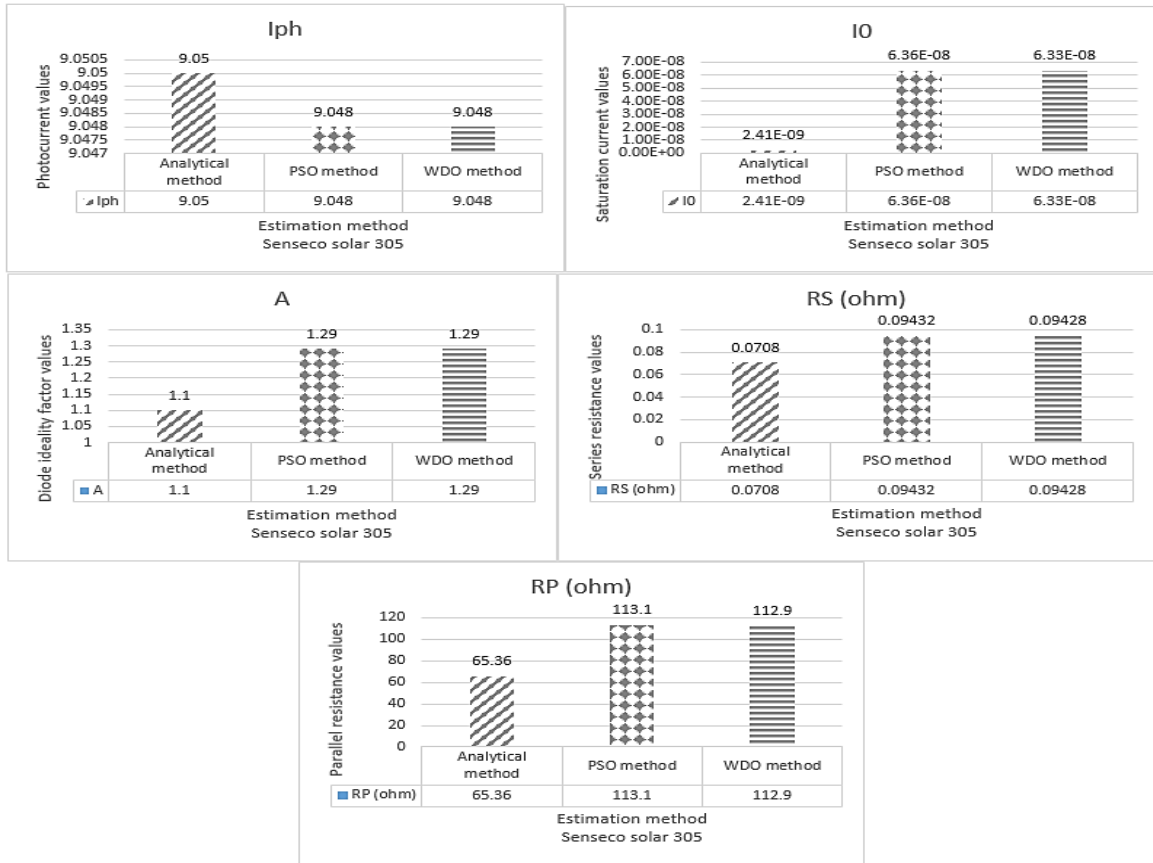 Iph
Photocurrent values
9.0505
9.05
9.0495
9.049
9.0485
9.048
9.0475
9.047
9.05
9.048
9.048
Analytical method
PSO method
WDO method
Iph
9.05
9.048
9.048
Estimation method
Senseco solar 305
I0
Saturation current values
7.00E-08
6.00E-08
5.00E-08
4.00E-08
3.00E-08
2.00E-08
1.00E-08
0.00E+00
2.41E-09
6.36E-08
6.33E-08
Analytical method
PSO method
WDO method
I0
2.41E-09
6.36E-08
6.33E-08
Estimation method
Senseco solar 305
A
Diode ideality factor values
1.35
1.3
1.25
1.2
1.15
1.1
1.05
1
1.1
1.29
1.29
Analytical method
PSO method
WDO method
A
1.1
1.29
1.29
Estimation method
Senseco solar 305
RS (ohm)
Series resistance values
0.1
0.08
0.06
0.04
0.02
0
0.0708
0.09432
0.09428
Analytical method
PSO method
WDO method
RS (ohm)
0.0708
0.09432
0.09428
Estimation method
Senseco solar 305
RP (ohm)
Parallel resistance values
120
100
80
60
40
20
0
65.36
113.1
112.9
Analytical method
PSO method
WDO method
RP (ohm)
65.36
113.1
112.9
Estimation method
Senseco solar 305